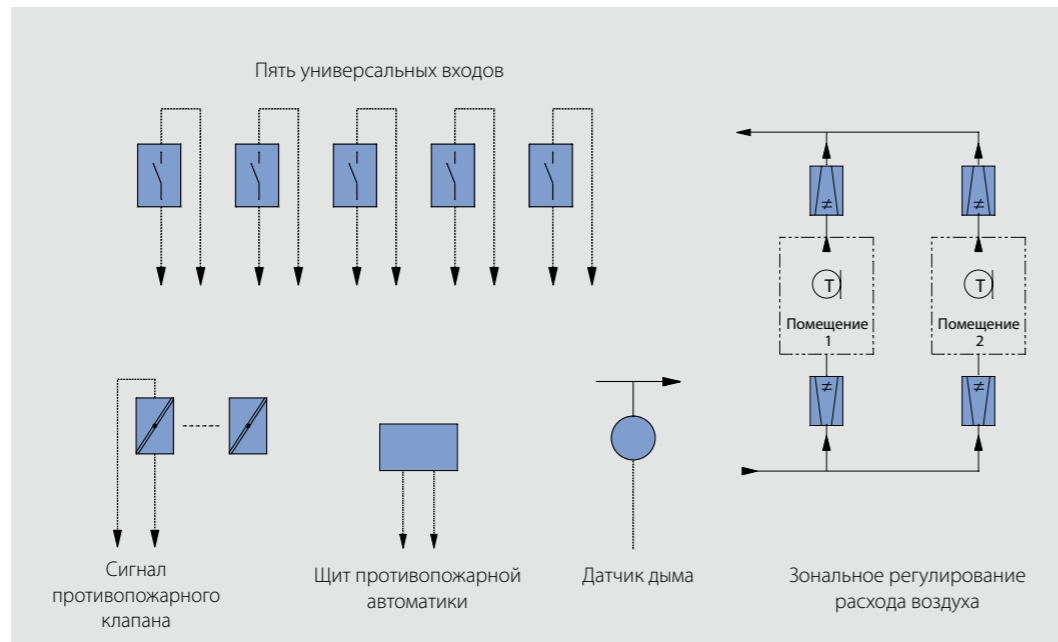 Пять универсальных входов
≠
≠
T
T
Помещение
1
Помещение
2
≠
≠
Сигнал
противопожарного
клапана
Щит противопожарной
автоматики
Датчик дыма
Зональное регулирование
расхода воздуха